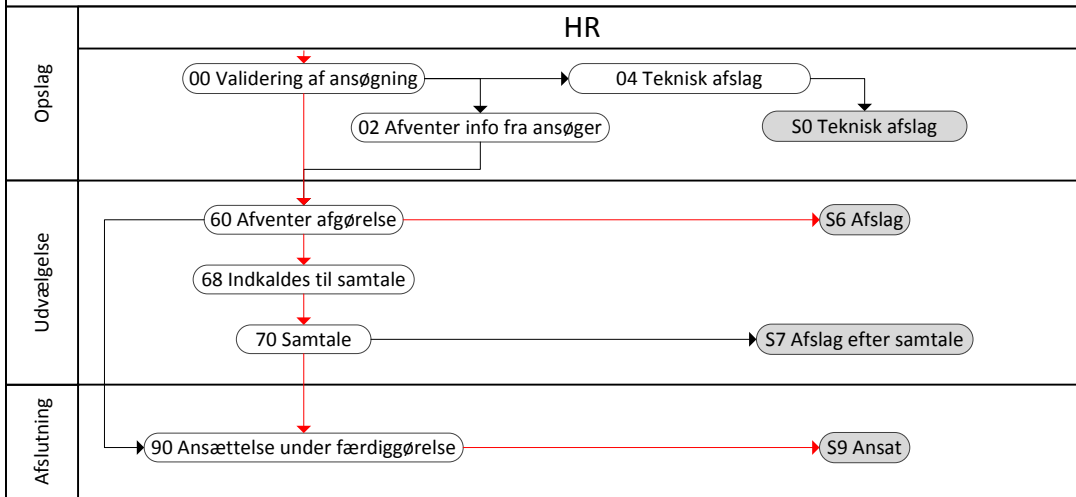 HR
Opslag
00 Validering af ansøgning
04 Teknisk afslag
02 Afventer info fra ansøger
S0 Teknisk afslag
Udvælgelse
60 Afventer afgørelse
S6 Afslag
68 Indkaldes til samtale
70 Samtale
S7 Afslag efter samtale
Afslutning
90 Ansættelse under færdiggørelse
S9 Ansat